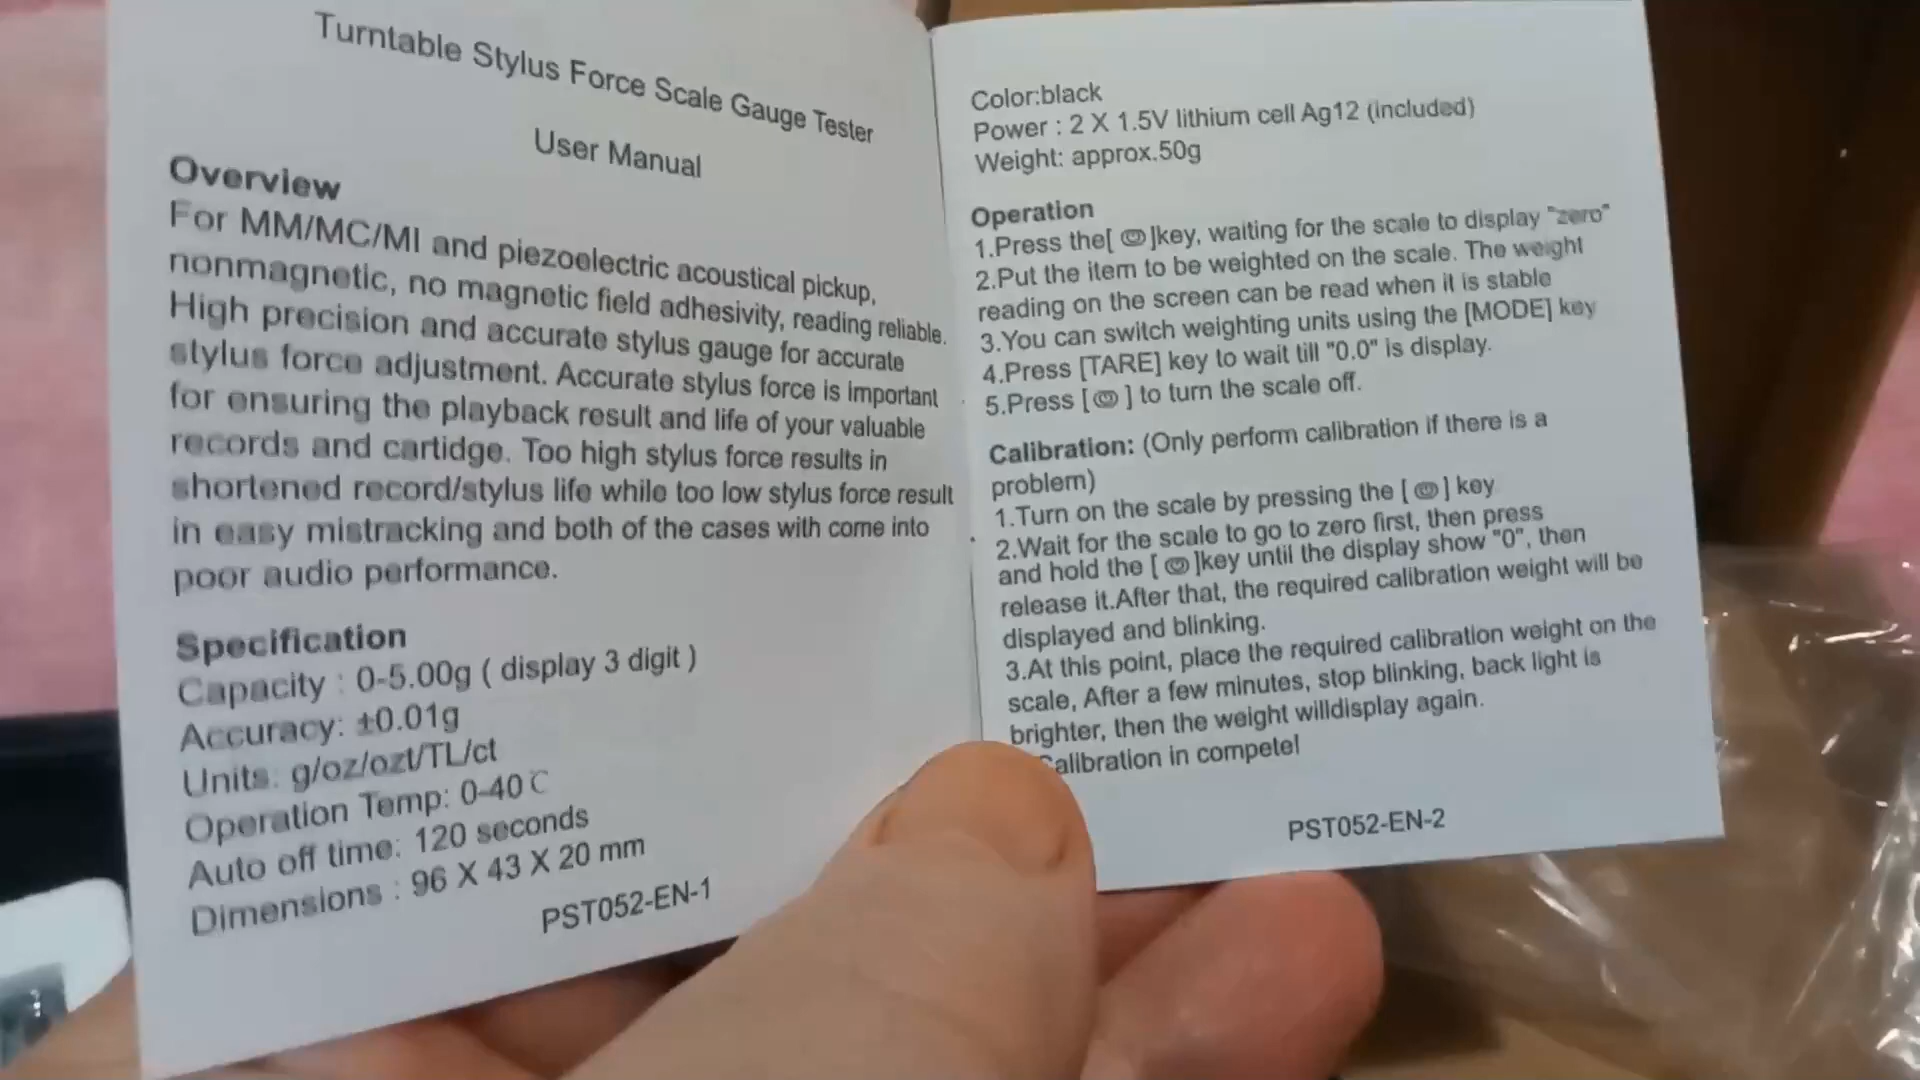 Turntable Stylus Force Scale Gauge Tester
User Manual
Overview
For MM/MC/MI and piezoelectric acoustical pickup,
nonmagnetic, no magnetic field adhesivity, reading reliable.
High precision and accurate stylus gauge for accurate
stylus force adjustment. Accurate stylus force is important
for ensuring the playback result and life of your valuable
records and cartidge. Too high stylus force results in
shortened record/stylus life while too low stylus force result
in easy mistracking and both of the cases with come into
poor audio performance.
Specification
Capacity : 0-5.00g ( display 3 digit )
Accuracy: ±0.01g
Units: g/oz/ozt/TL/ct
Operation Temp: 0-40℃
Auto off time: 120 seconds
Dimensions : 96 X 43 X 20 mm
PST052-EN-1
Color:black
Power : 2 X 1.5V lithium cell Ag12 (included)
Weight: approx.50g
Operation
1.Press the[ ]key, waiting for the scale to display "zero"
2.Put the item to be weighted on the scale. The weight
reading on the screen can be read when it is stable
3.You can switch weighting units using the [MODE] key
4.Press [TARE] key to wait till "0.0" is display.
5.Press [ ] to turn the scale off.
Calibration: (Only perform calibration if there is a
problem)
1.Turn on the scale by pressing the [ ] key
2.Wait for the scale to go to zero first, then press
and hold the [ ]key until the display show "0", then
release it.After that, the required calibration weight will be
displayed and blinking.
3.At this point, place the required calibration weight on the
scale, After a few minutes, stop blinking, back light is
brighter, then the weight willdisplay again.
Calibration in compete!
PST052-EN-2